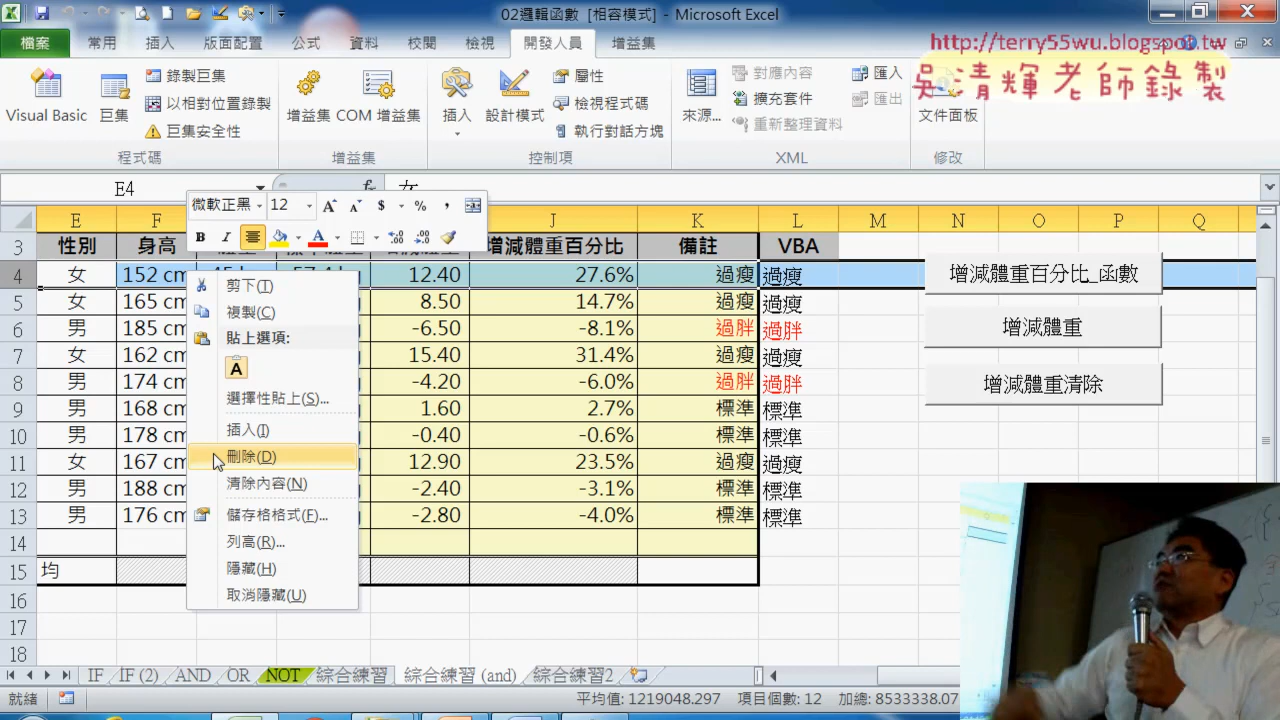 02邏輯函數 [相容模式] - Microsoft Excel
檔案 常用 插入 版面配置 公式 資料 校閱 檢視 開發人員 增益集
http://terry55wu.blogspot.tw
吳清輝老師錄製
Visual Basic 巨集 錄製巨集 以相對位置錄製 巨集安全性
程式碼
增益集 COM 增益集
增益集
插入 設計模式 屬性 檢視程式碼 執行對話方塊
控制項
來源... 對應內容 擴充套件 重新整理資料 匯入 匯出
XML
文件面板
修改
E4 女
微軟正黑 12
E F J K L M N O P Q
3 性別 身高 增減體重百分比 備註 VBA
4 女 152 cm 12.40 27.6% 過瘦 過瘦
5 女 165 cm 8.50 14.7% 過瘦 過瘦
6 男 185 cm -6.50 -8.1% 過胖 過胖
7 女 162 cm 15.40 31.4% 過瘦 過瘦
8 男 174 cm -4.20 -6.0% 過胖 過胖
9 男 168 cm 1.60 2.7% 標準 標準
10 男 178 cm -0.40 -0.6% 標準 標準
11 女 167 cm 12.90 23.5% 過瘦 過瘦
12 男 188 cm -2.40 -3.1% 標準 標準
13 男 176 cm -2.80 -4.0% 標準 標準
14
15 均
16
17
18
剪下(T)
複製(C)
貼上選項:
選擇性貼上(S)...
插入(I)
刪除(D)
清除內容(N)
儲存格格式(F)...
列高(R)...
隱藏(H)
取消隱藏(U)
增減體重百分比_函數
增減體重
增減體重清除
IF IF (2) AND OR NOT 綜合練習 綜合練習 (and) 綜合練習2
就緒 平均值: 1219048.297 項目個數: 12 加總: 8533338.07